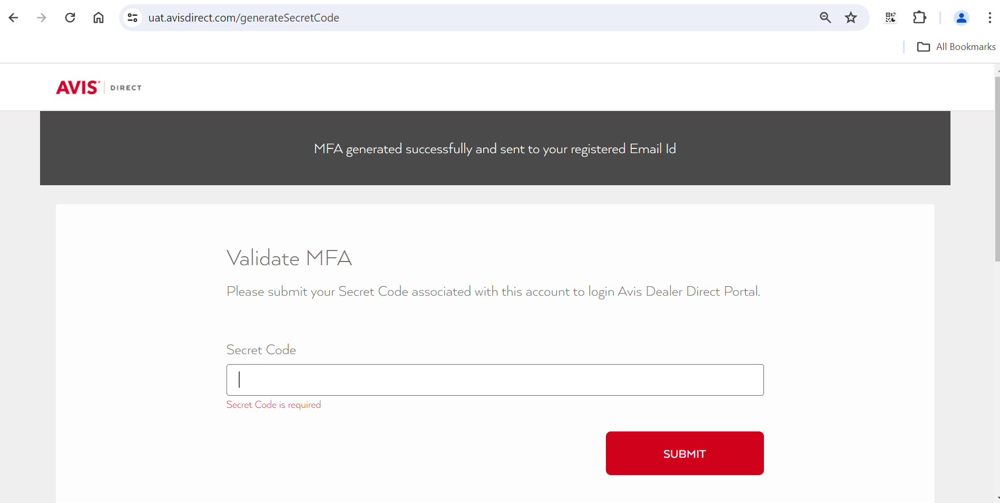 uat.avisdirect.com/generateSecretCode
All Bookmarks
AVIS DIRECT
MFA generated successfully and sent to your registered Email Id
Validate MFA
Please submit your Secret Code associated with this account to login Avis Dealer Direct Portal.
Secret Code
Secret Code is required
SUBMIT